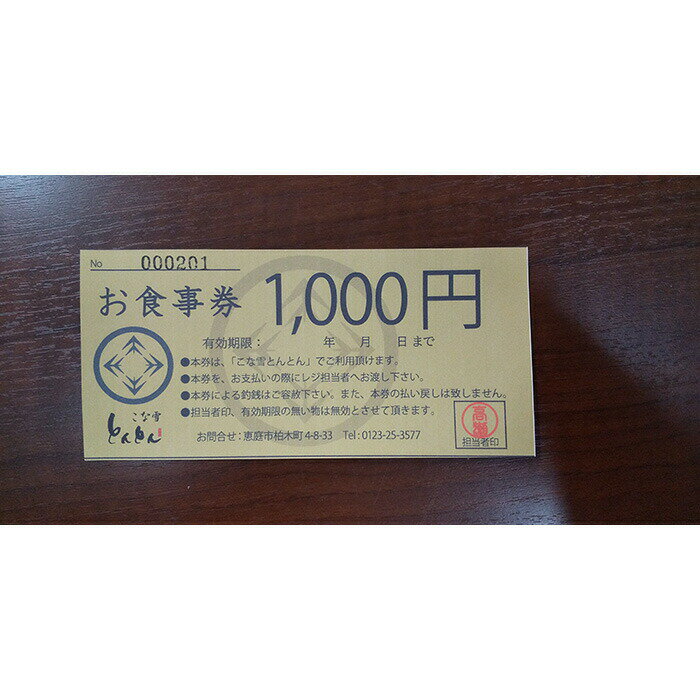 No 000201
お食事券 1,000円
有効期限： 年 月 日まで
●本券は、「こな雪とんとん」でご利用頂けます。
●本券を、お支払いの際にレジ担当者へお渡し下さい。
●本券による釣銭はご容赦下さい。また、本券の払い戻しは致しません。
●担当者印、有効期限の無い物は無効とさせて頂きます。
こな雪
とんとん
お問合せ：恵庭市柏木町4-8-33 Tel：0123-25-3577
担当者印